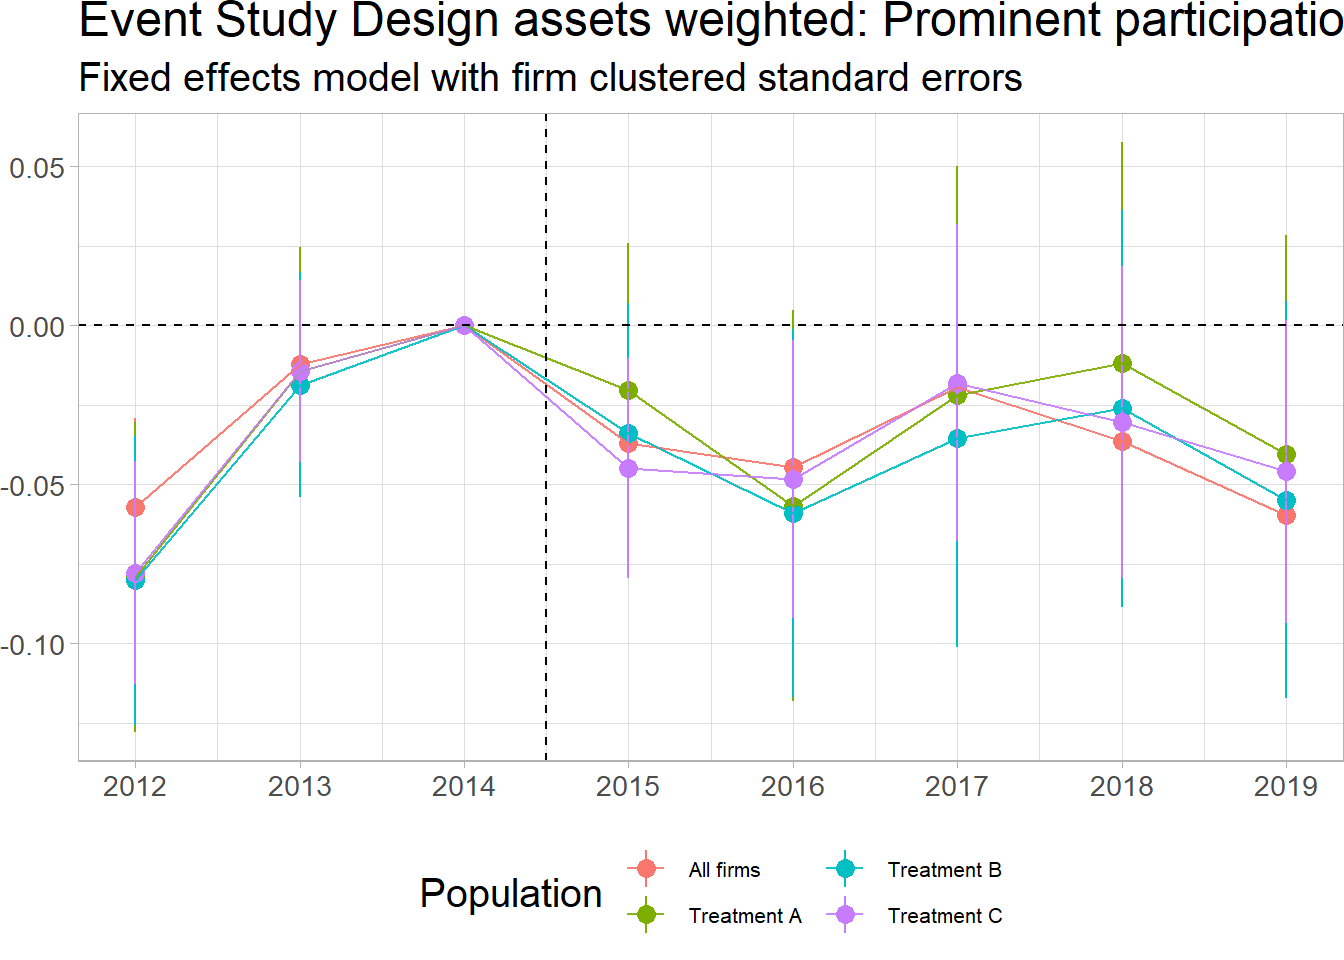 Event Study Design assets weighted: Prominent participatio
Fixed effects model with firm clustered standard errors
0.05
0.00
-0.05
-0.10
2012 2013 2014 2015 2016 2017 2018 2019
Population
All firms
Treatment B
Treatment A
Treatment C